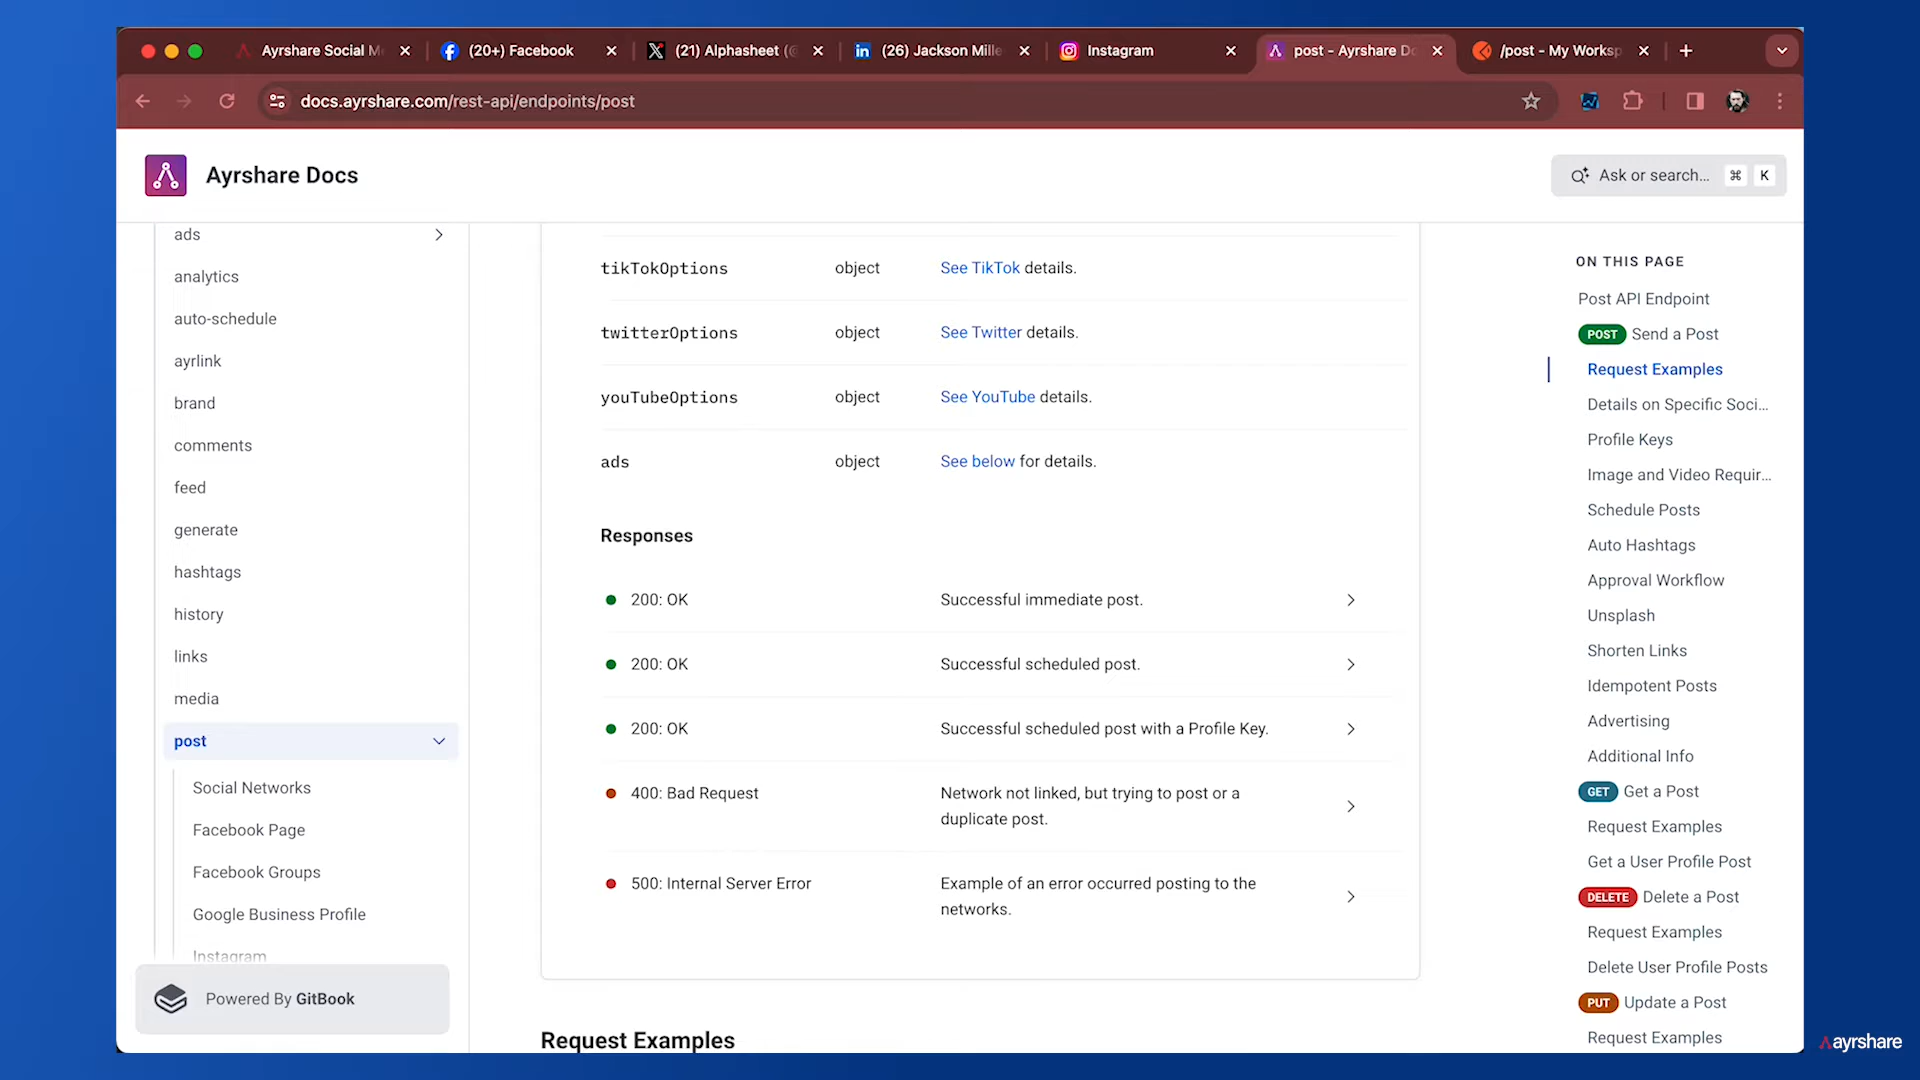 Ayrshare Social M
(20+) Facebook
(21) Alphasheet (@
(26) Jackson Mille
Instagram
post - Ayrshare Do
/post - My Worksp
docs.ayrshare.com/rest-api/endpoints/post
Ayrshare Docs
Ask or search...
⌘
K
ads
analytics
auto-schedule
ayrlink
brand
comments
feed
generate
hashtags
history
links
media
post
Social Networks
Facebook Page
Facebook Groups
Google Business Profile
Instagram
Powered By GitBook
tikTokOptions object See TikTok details.
twitterOptions object See Twitter details.
youTubeOptions object See YouTube details.
ads object See below for details.
Responses
200: OK Successful immediate post.
200: OK Successful scheduled post.
200: OK Successful scheduled post with a Profile Key.
400: Bad Request Network not linked, but trying to post or a
duplicate post.
500: Internal Server Error Example of an error occurred posting to the
networks.
Request Examples
ON THIS PAGE
Post API Endpoint
POST Send a Post
Request Examples
Details on Specific Soci...
Profile Keys
Image and Video Requir...
Schedule Posts
Auto Hashtags
Approval Workflow
Unsplash
Shorten Links
Idempotent Posts
Advertising
Additional Info
GET Get a Post
Request Examples
Get a User Profile Post
DELETE Delete a Post
Request Examples
Delete User Profile Posts
PUT Update a Post
Request Examples
ayrshare